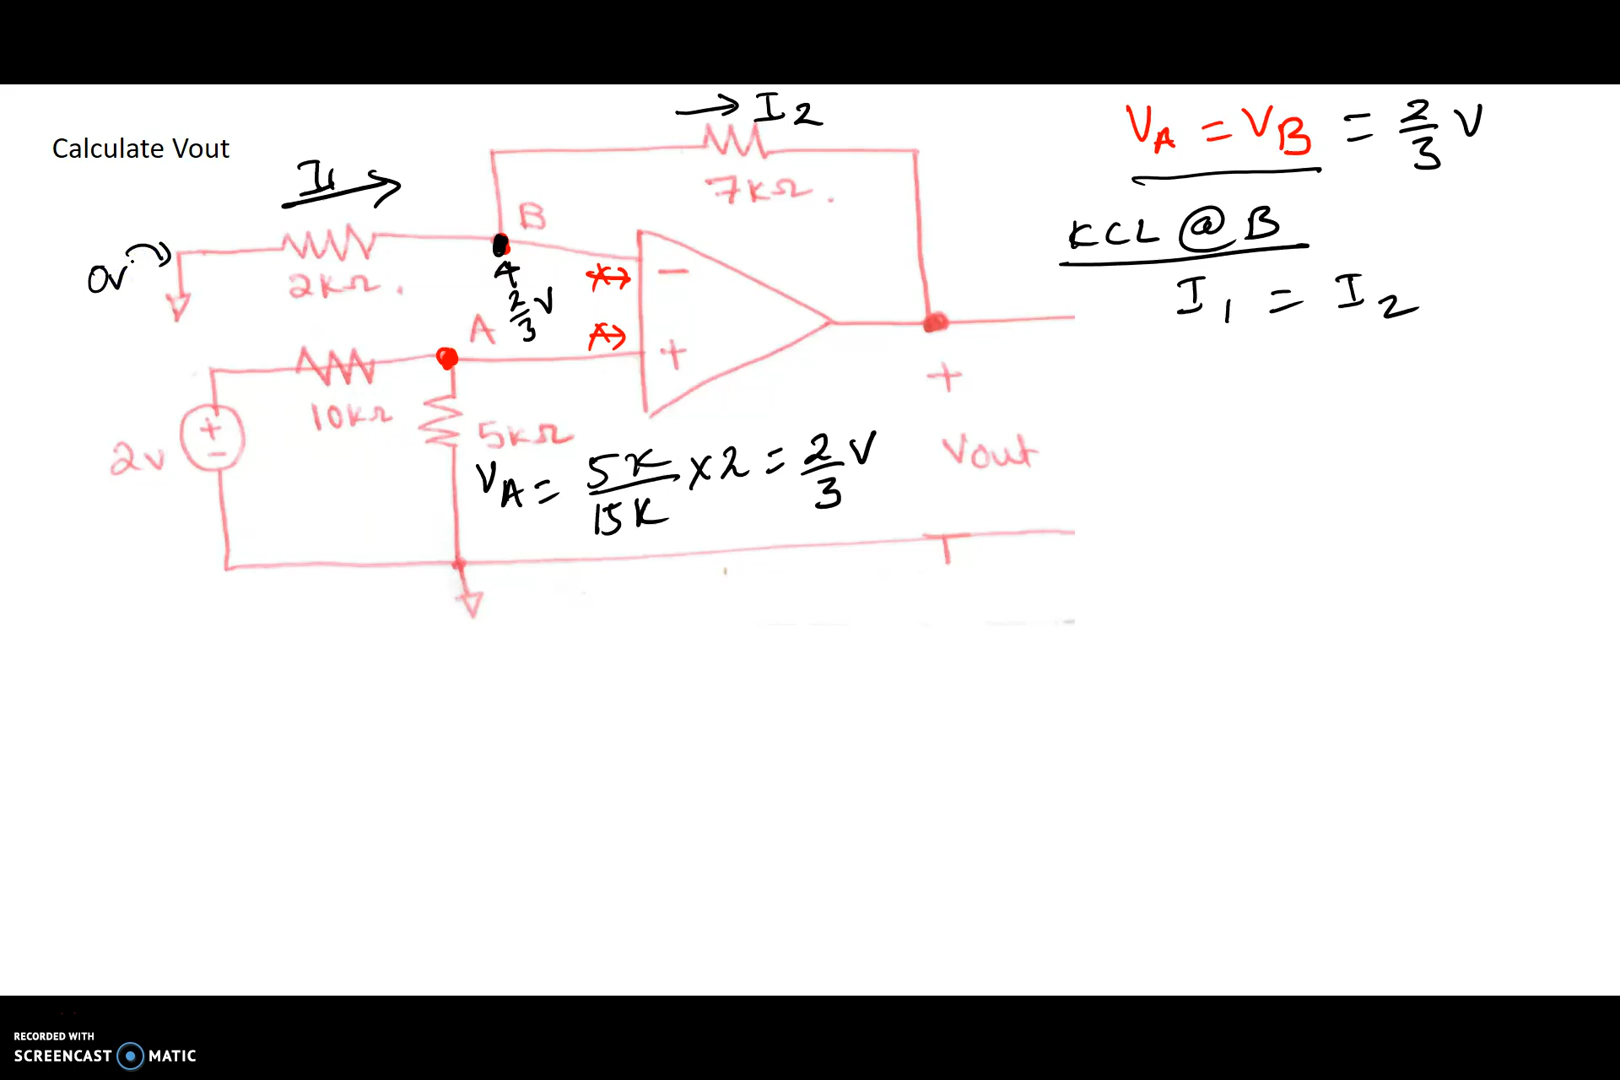 Calculate Vout
I1
I2
7KΩ.
VA = VB = 2/3 V
KCL @ B
I1 = I2
B
0V
2KΩ.
2/3 V
A
−
+
10KΩ
5KΩ
2V
+
−
VA = 5K/15K × 2 = 2/3 V
+
Vout
RECORDED WITH
SCREENCAST MATIC